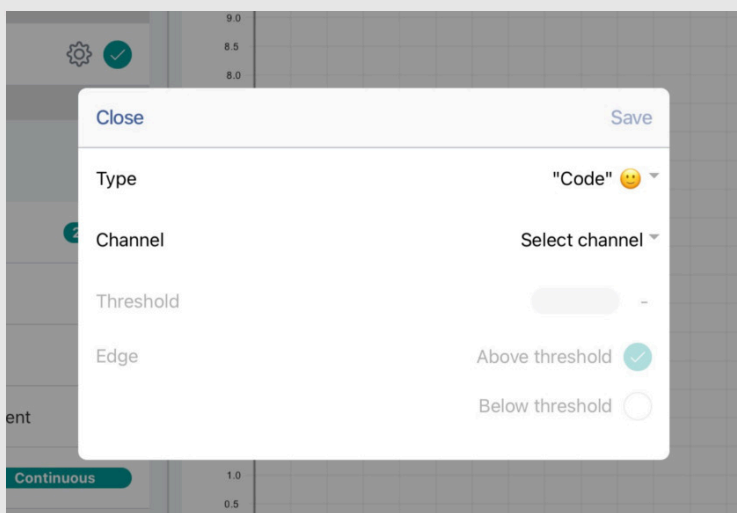 9.0
8.5
8.0
Close Save
Type "Code" 🙂
Channel Select channel
Threshold -
Edge Above threshold
Below threshold
ent
Continuous
1.0
0.5